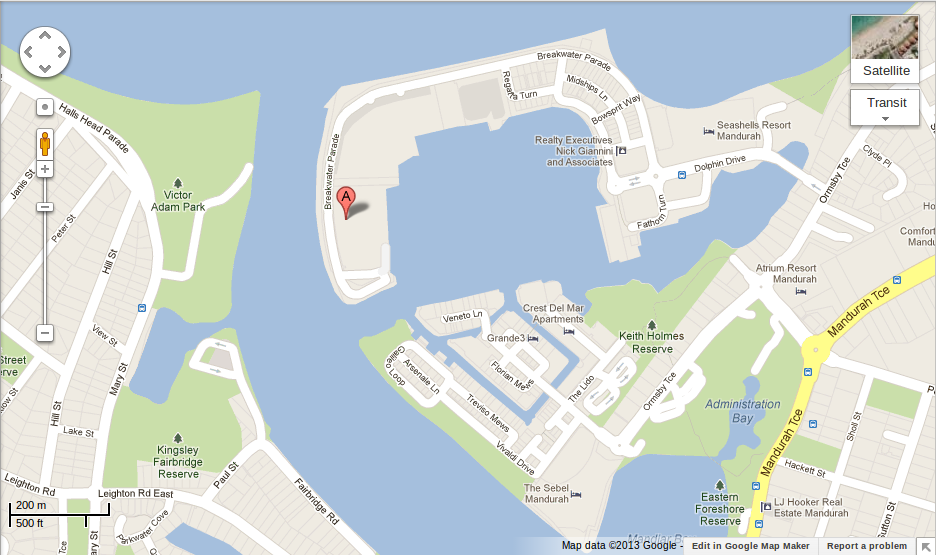 Satellite
Transit
Breakwater Parade
Midships Ln
Regatta Turn
Bowsprit Way
Realty Executives
Nick Giannini
and Associates
Seashells Resort
Mandurah
Dolphin Drive
Clyde Pl
Ormsby Tce
Halls Head Parade
Janis St
Victor
Adam Park
Breakwater Parade
A
Peter St
Hill St
Fathom Turn
Comfort
Mandurah
Atrium Resort
Mandurah
Mandurah Tce
Veneto Ln
Crest Del Mar
Apartments
Grande3
Keith Holmes
Reserve
View St
Street
erve
Mary St
Galileo Loop
Arsenale Ln
Florian Mews
The Lido
Ormsby Tce
Treviso Mews
Administration
Bay
Mandurah Tce
Sholl St
Hill St
Lake St
Kingsley
Fairbridge
Reserve
Vivaldi Drive
Hackett St
Paul St
Leighton Rd
Leighton Rd East
Fairbridge Rd
The Sebel
Mandurah
Eastern
Foreshore
Reserve
LJ Hooker Real
Estate Mandurah
Sutton St
200 m
500 ft
Parkwater Cove
Mary St
Tce
Map data ©2013 Google -
Edit in Google Map Maker
Report a problem